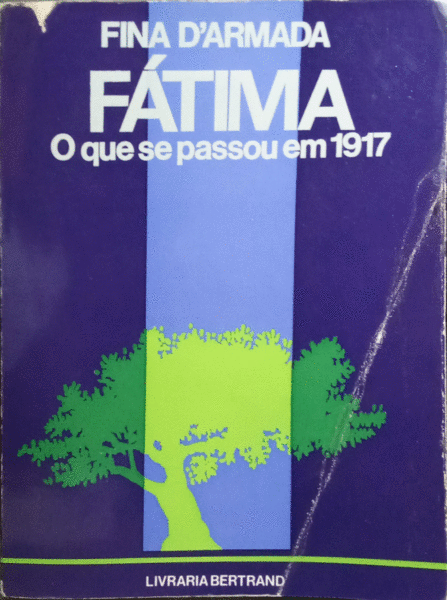 FINA D'ARMADA
FÁTIMA
O que se passou em 1917
LIVRARIA BERTRAND